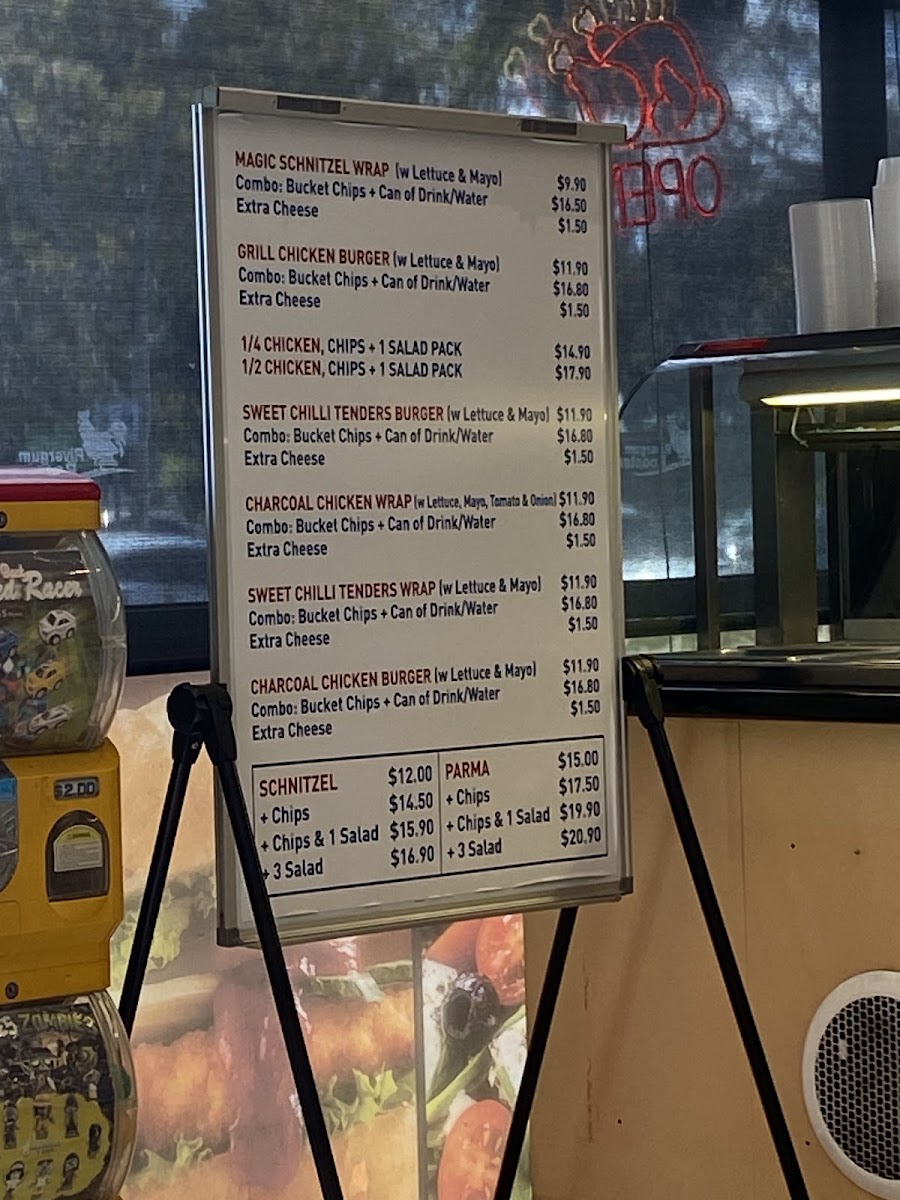 OPEN
MAGIC SCHNITZEL WRAP (w Lettuce & Mayo) $9.90
Combo: Bucket Chips + Can of Drink/Water $16.50
Extra Cheese $1.50
GRILL CHICKEN BURGER (w Lettuce & Mayo) $11.90
Combo: Bucket Chips + Can of Drink/Water $16.80
Extra Cheese $1.50
1/4 CHICKEN, CHIPS + 1 SALAD PACK $14.90
1/2 CHICKEN, CHIPS + 1 SALAD PACK $17.90
SWEET CHILLI TENDERS BURGER (w Lettuce & Mayo) $11.90
Combo: Bucket Chips + Can of Drink/Water $16.80
Extra Cheese $1.50
CHARCOAL CHICKEN WRAP (w Lettuce, Mayo, Tomato & Onion) $11.90
Combo: Bucket Chips + Can of Drink/Water $16.80
Extra Cheese $1.50
SWEET CHILLI TENDERS WRAP (w Lettuce & Mayo) $11.90
Combo: Bucket Chips + Can of Drink/Water $16.80
Extra Cheese $1.50
CHARCOAL CHICKEN BURGER (w Lettuce & Mayo) $11.90
Combo: Bucket Chips + Can of Drink/Water $16.80
Extra Cheese $1.50
SCHNITZEL $12.00
+ Chips $14.50
+ Chips & 1 Salad $15.90
+ 3 Salad $16.90
PARMA $15.00
+ Chips $17.50
+ Chips & 1 Salad $19.90
+ 3 Salad $20.90
Rivergum
Racer
$2.00
ZOMBIE